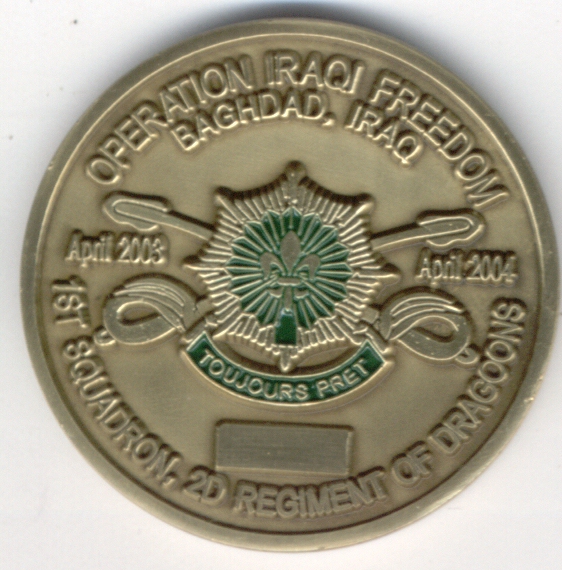 OPERATION IRAQI FREEDOM
BAGHDAD, IRAQ
April 2003
April 2004
TOUJOURS PRET
1ST SQUADRON, 2D REGIMENT OF DRAGOONS